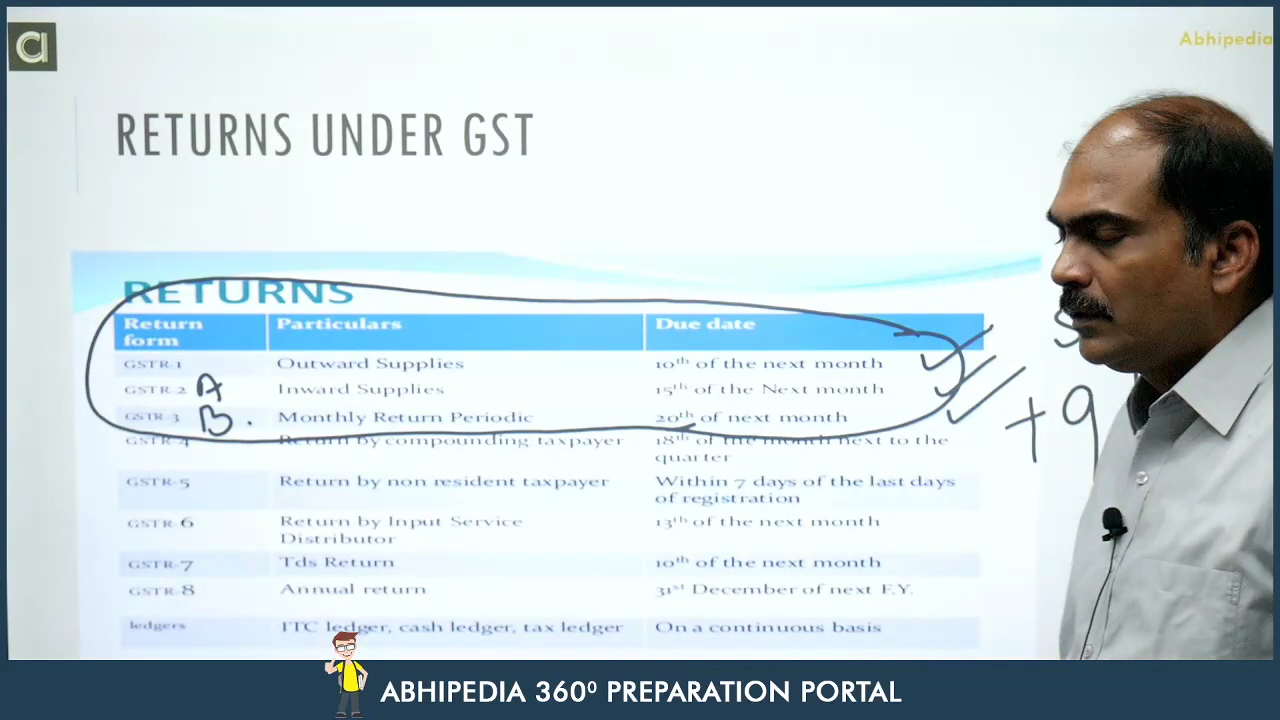 a
Abhipedia
RETURNS UNDER GST
RETURNS
Return form Particulars Due date
GSTR-1 Outward Supplies 10th of the next month
GSTR-2 A Inward Supplies 15th of the Next month
GSTR-3 B. Monthly Return Periodic 20th of next month
GSTR-4 Return by compounding taxpayer 18th of the month next to the quarter
GSTR-5 Return by non resident taxpayer Within 7 days of the last days of registration
GSTR-6 Return by Input Service Distributor 13th of the next month
GSTR-7 Tds Return 10th of the next month
GSTR-8 Annual return 31st December of next F.Y.
ledgers ITC ledger, cash ledger, tax ledger On a continuous basis
+9
ABHIPEDIA 360⁰ PREPARATION PORTAL